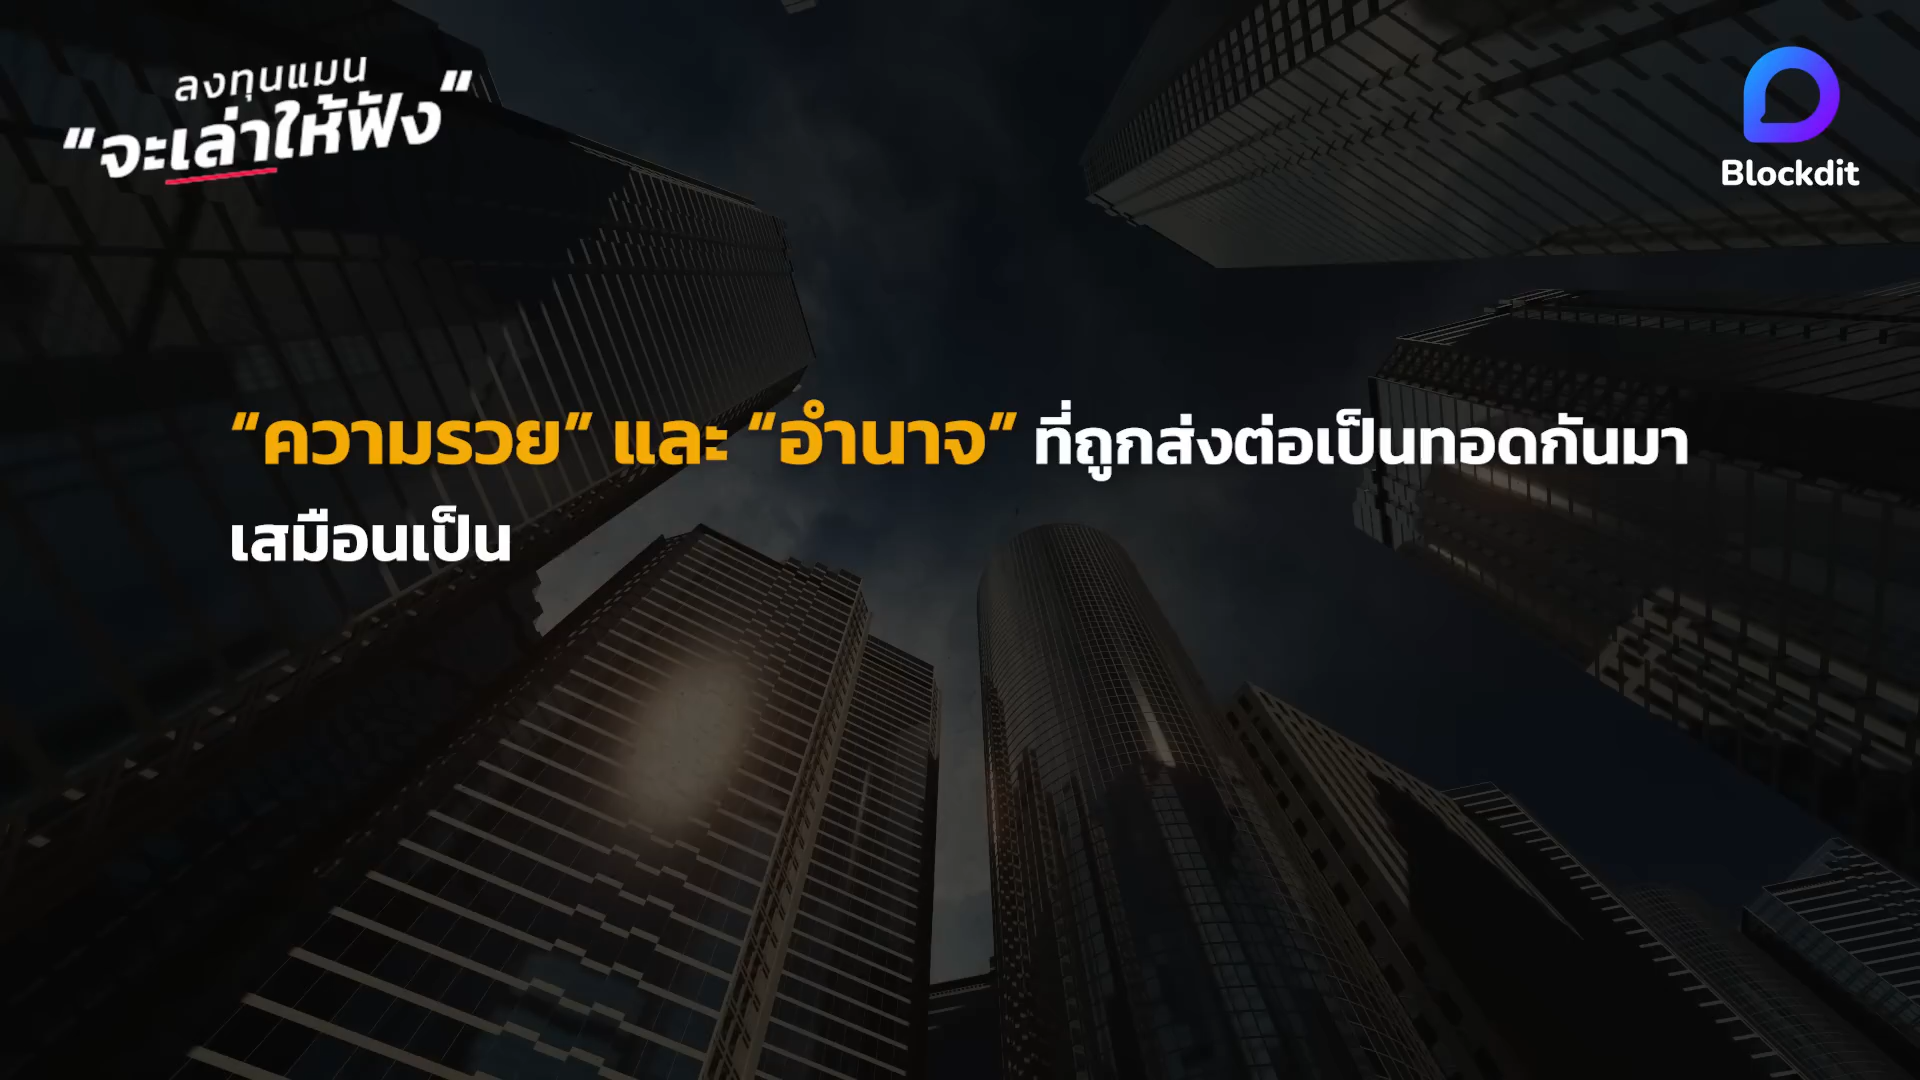 ลงทุนแมน
“จะเล่าให้ฟัง“
Blockdit
“ความรวย” และ “อำนาจ” ที่ถูกส่งต่อเป็นทอดกันมา
เสมือนเป็น